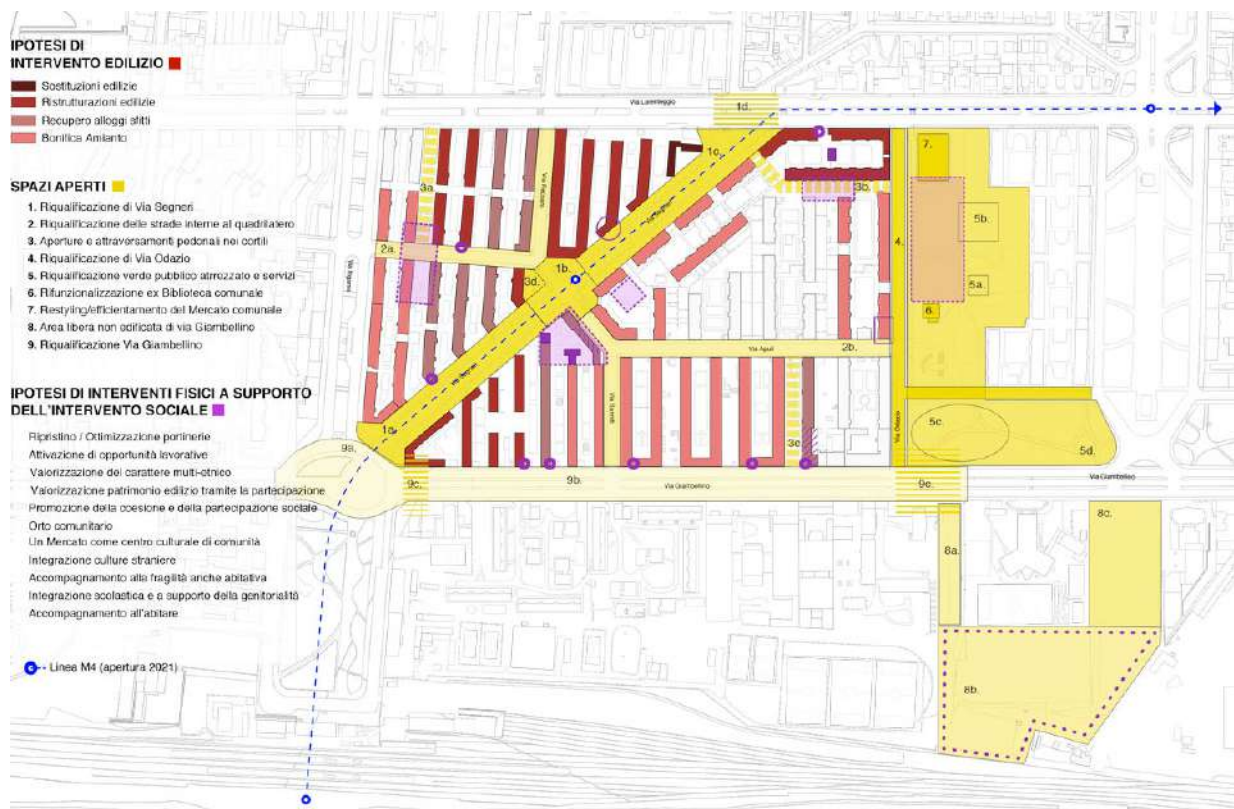 IPOTESI DI
INTERVENTO EDILIZIO
Sostituzioni edilizie
Ristrutturazioni edilizie
Recupero alloggi sfitti
Bonifica Amianto
SPAZI APERTI
1. Riqualificazione di Via Segneri
2. Riqualificazione delle strade interne al quadrilatero
3. Aperture e attraversamenti pedonali nei cortili
4. Riqualificazione di Via Odazio
5. Riqualificazione verde pubblico attrezzato e servizi
6. Rifunzionalizzazione ex Biblioteca comunale
7. Restyling/efficientamento del Mercato comunale
8. Area libera non edificata di via Giambellino
9. Riqualificazione Via Giambellino
IPOTESI DI INTERVENTI FISICI A SUPPORTO
DELL'INTERVENTO SOCIALE
Ripristino / Ottimizzazione portinerie
Attivazione di opportunità lavorative
Valorizzazione del carattere multi-etnico
Valorizzazione patrimonio edilizio tramite la partecipazione
Promozione della coesione e della partecipazione sociale
Orto comunitario
Un Mercato come centro culturale di comunità
Integrazione culture straniere
Accompagnamento alla fragilità anche abitativa
Integrazione scolastica e a supporto della genitorialità
Accompagnamento all'abitare
Linea M4 (apertura 2021)
Via Lorenteggio
1d.
1c.
7.
3a.
3b.
5b.
4.
2a.
1b.
3d.
5a.
6.
Via Apuli
2b.
1a.
3c.
5c.
5d.
Via Odazio
9a.
9c.
9b.
Via Giambellino
9c.
Via Giambellino
8a.
8c.
8b.